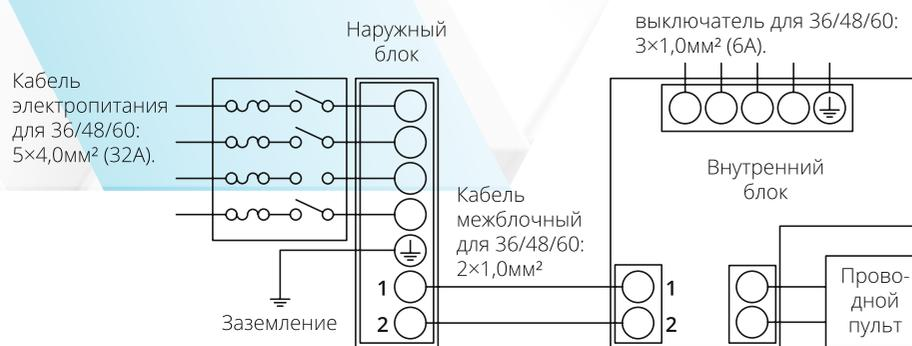 Наружный
блок
выключатель для 36/48/60:
3×1,0мм² (6А).
Кабель
электропитания
для 36/48/60:
5×4,0мм² (32А).
Внутренний
блок
Кабель
межблочный
для 36/48/60:
2×1,0мм²
1
2
1
2
Заземление
Прово-
дной
пульт